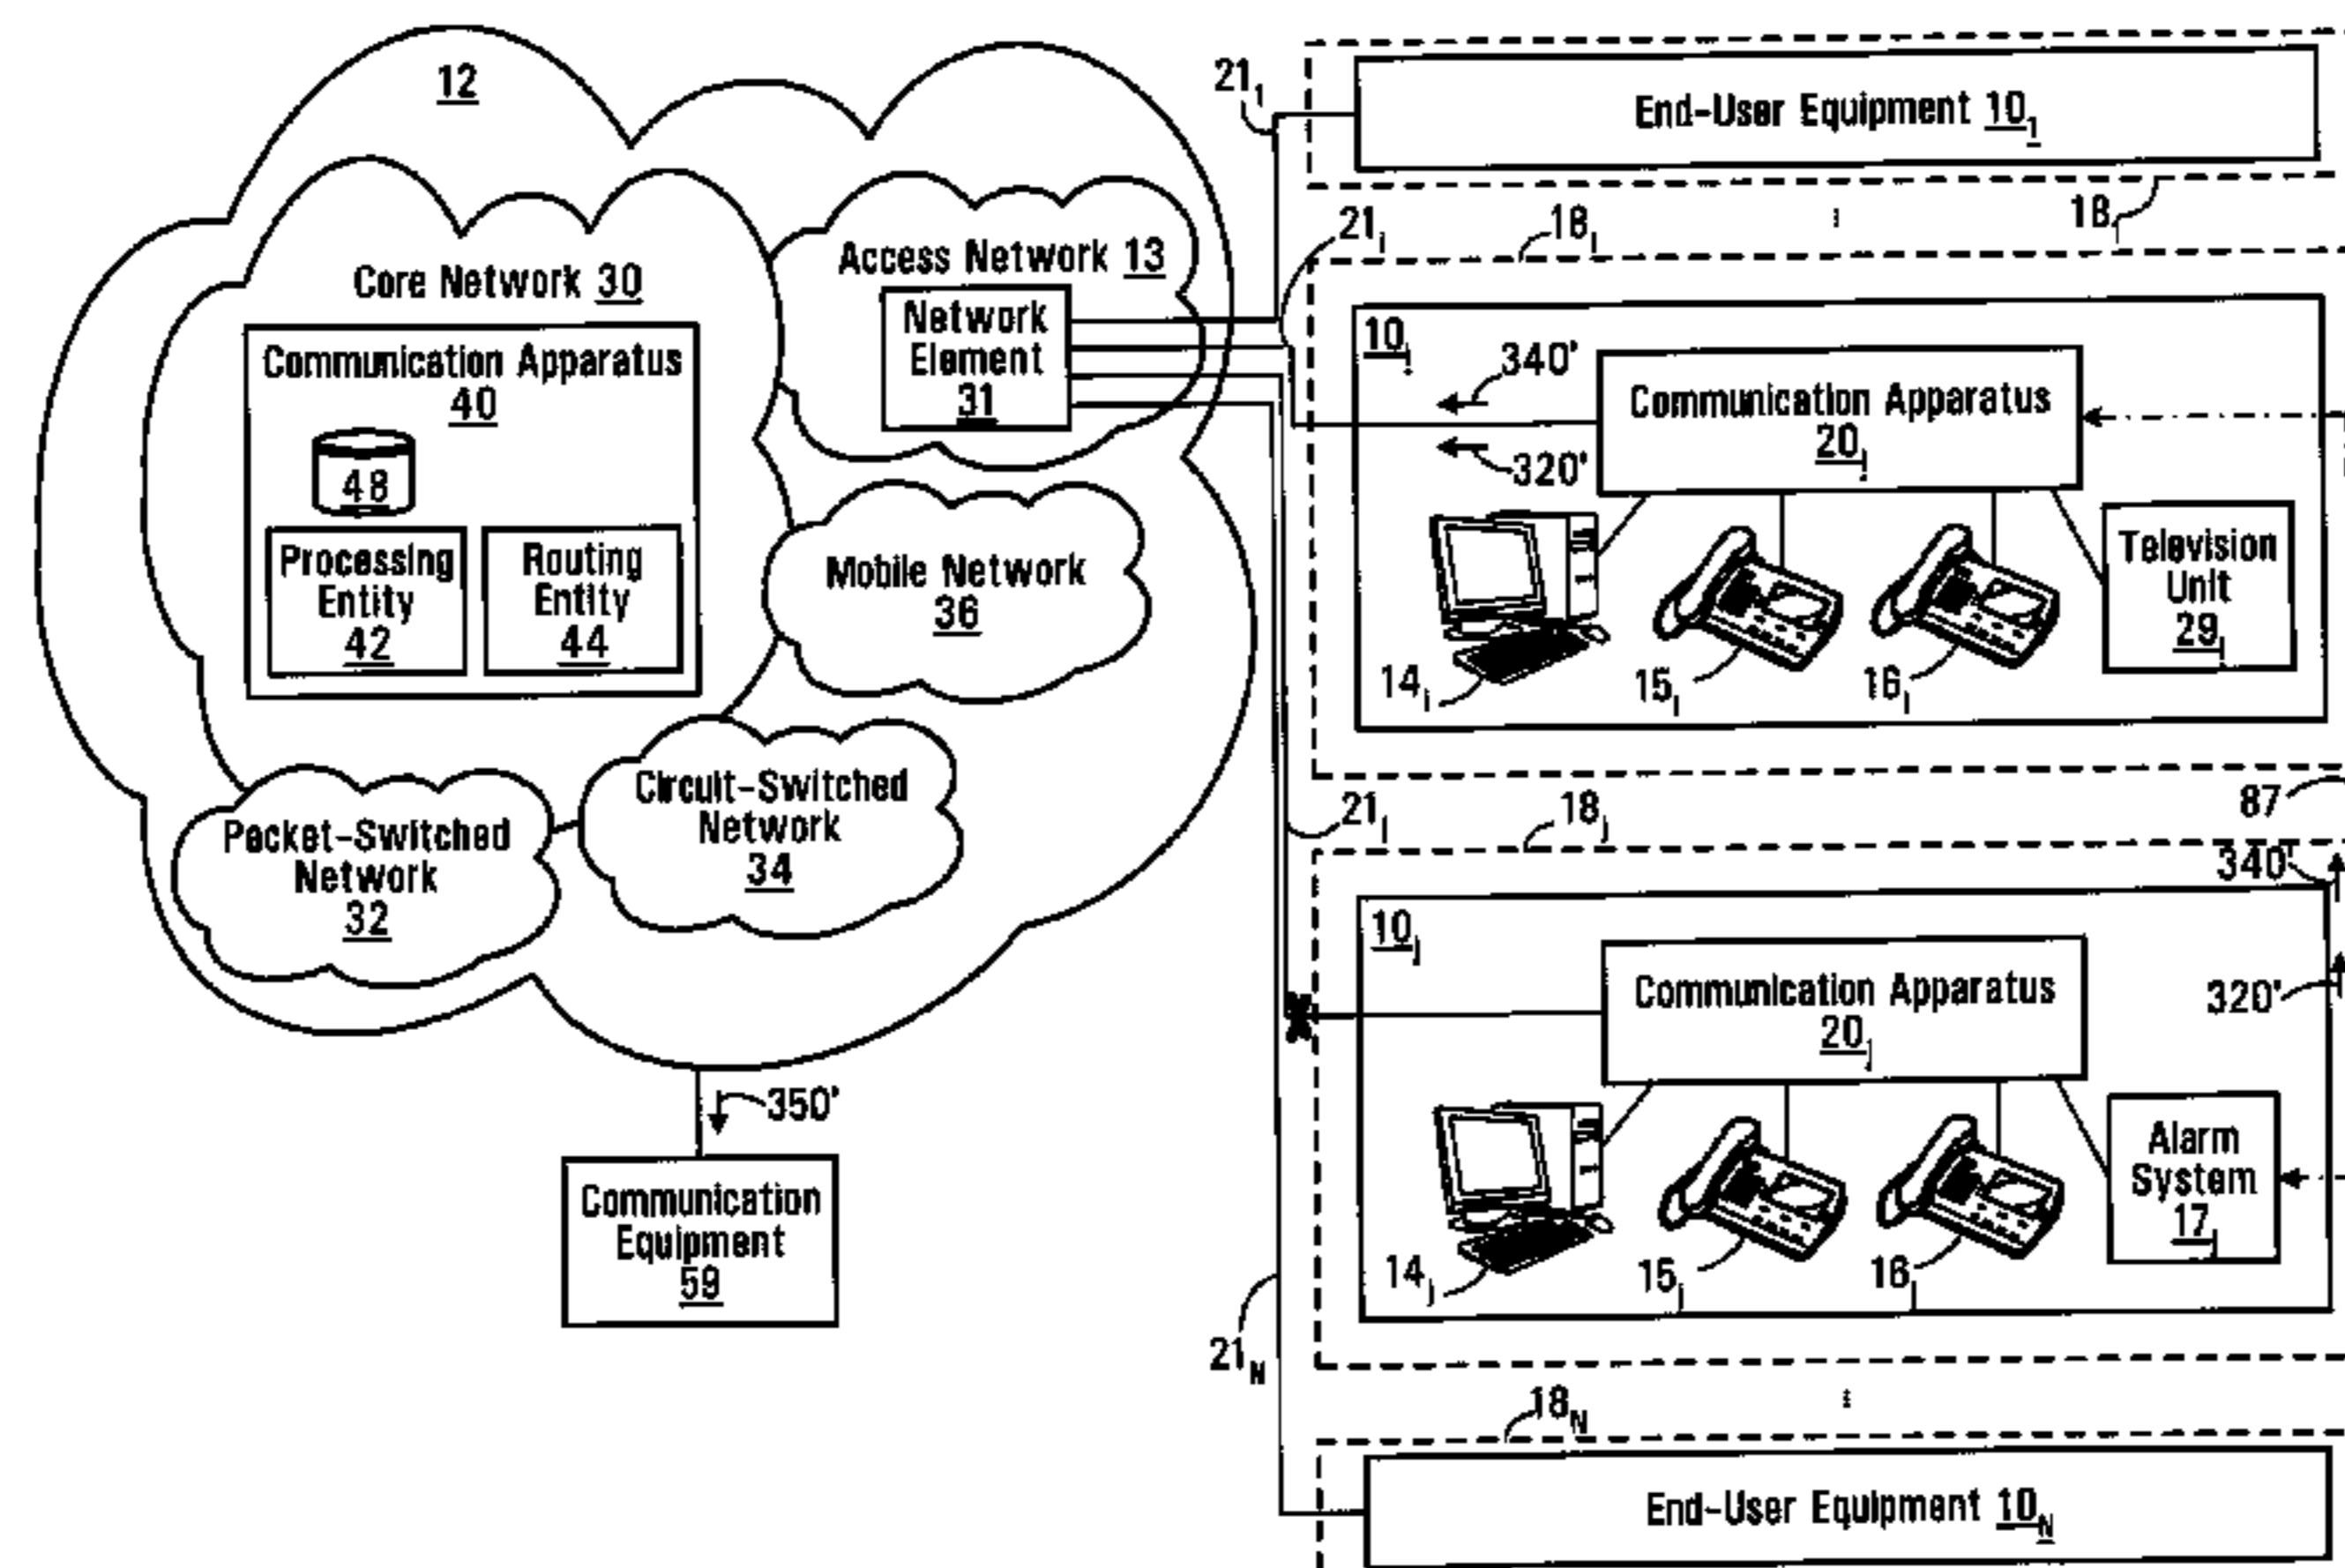 12
Core Network 30
Communication Apparatus
40
48
Processing
Entity
42
Routing
Entity
44
Access Network 13
Network
Element
31
Mobile Network
36
Circuit-Switched
Network
34
Packet-Switched
Network
32
350'
Communication
Equipment
59
21₁
End-User Equipment 10₁
18₁
21ᵢ
18ᵢ
10ᵢ
340'
320'
Communication Apparatus
20ᵢ
Television
Unit
29ᵢ
14ᵢ
15ᵢ
16ᵢ
87
21ⱼ
18ⱼ
340'
10ⱼ
320'
Communication Apparatus
20ⱼ
Alarm
System
17ⱼ
14ⱼ
15ⱼ
16ⱼ
21N
18N
End-User Equipment 10N